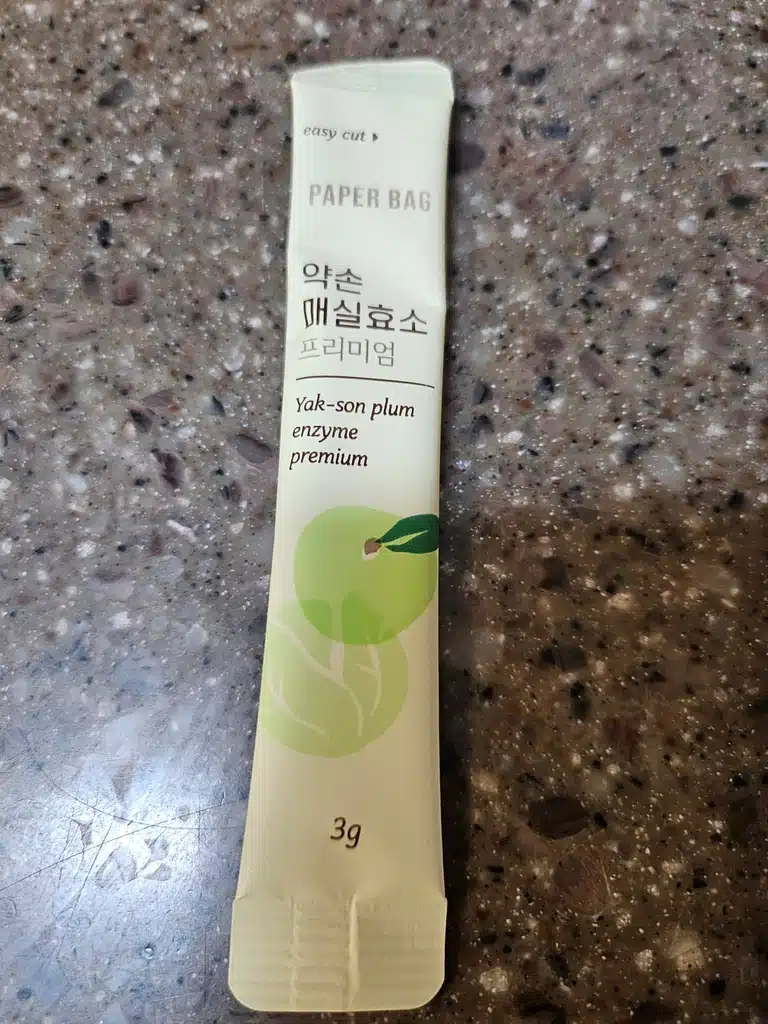 easy cut
PAPER BAG
약손
매실효소
프리미엄
Yak-son plum
enzyme
premium
3g